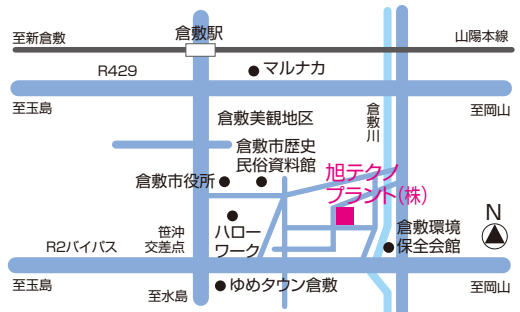 至新倉敷
倉敷駅
山陽本線
R429
マルナカ
至玉島
至岡山
倉敷美観地区
倉敷川
倉敷市歴史
民俗資料館
倉敷市役所
旭テクノ
プラント(株)
ハロー
ワーク
笹沖
交差点
R2バイパス
倉敷環境
保全会館
N
至玉島
至水島
ゆめタウン倉敷
至岡山